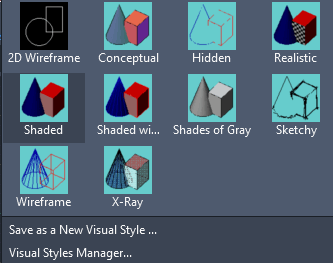 2D Wireframe Conceptual Hidden Realistic
Shaded Shaded wi... Shades of Gray Sketchy
Wireframe X-Ray
Save as a New Visual Style ...
Visual Styles Manager...